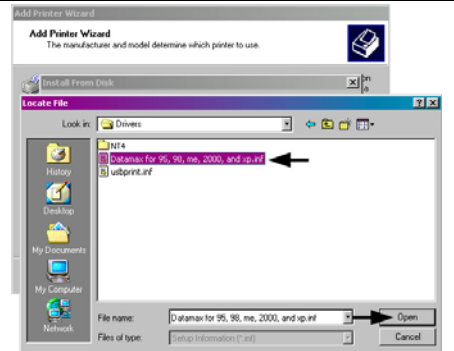 Add Printer Wizard
Add Printer Wizard
The manufacturer and model determine which printer to use.
Install From Disk
Locate File
Look in: Drivers
NT4
Datamax for 95, 98, me, 2000, and xp.inf
usbprint.inf
History
Desktop
My Documents
My Computer
Network
File name: Datamax for 95, 98, me, 2000, and xp.inf Open
Files of type: Setup Information (*.inf) Cancel